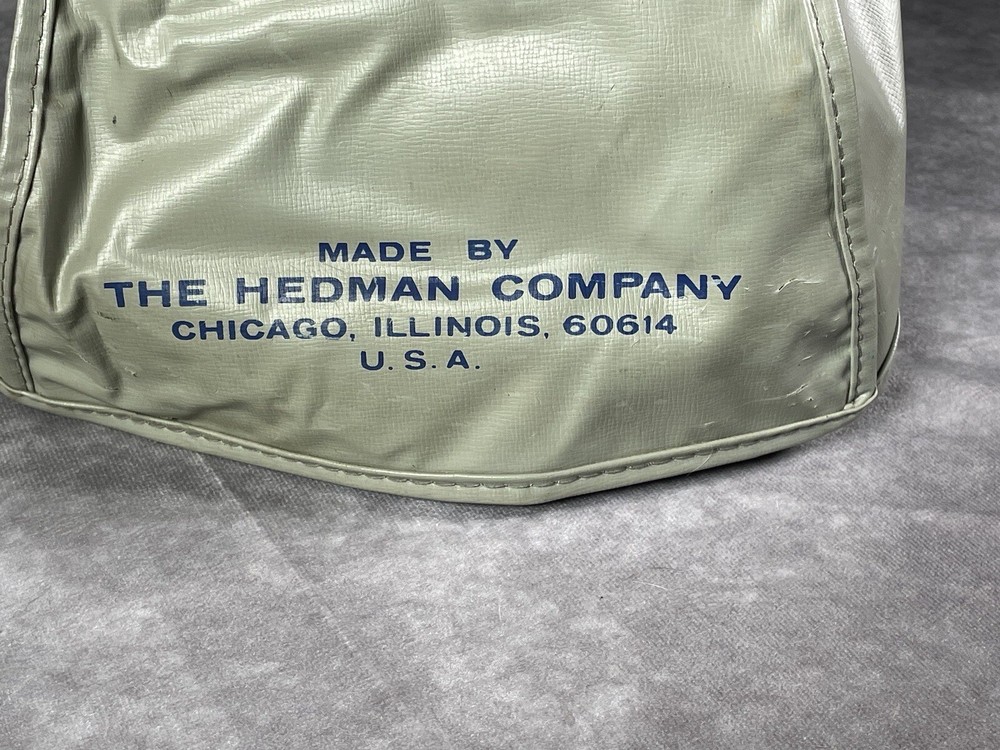 MADE BY
THE HEDMAN COMPANY
CHICAGO, ILLINOIS, 60614
U.S.A.